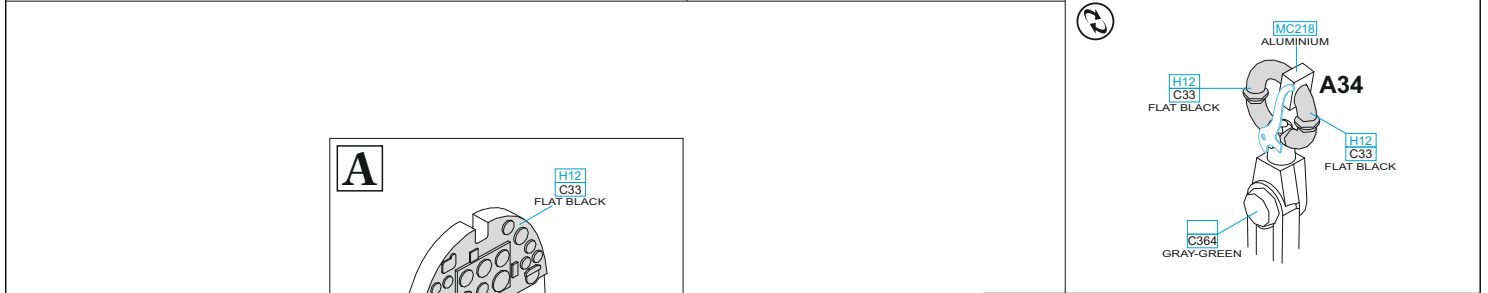 MC218
ALUMINIUM
H12
C33
FLAT BLACK
A34
H12
C33
FLAT BLACK
C364
GRAY-GREEN
A
H12
C33
FLAT BLACK